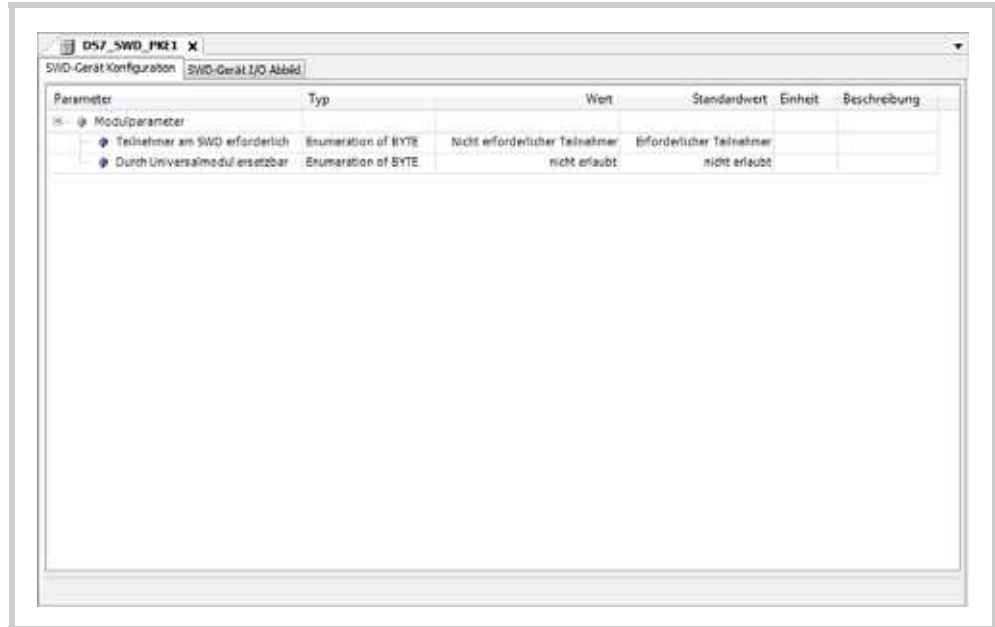 DS7_SWD_PKE1 x
SWD-Gerät Konfiguration SWD-Gerät I/O Abbild
Parameter Typ Wert Standardwert Einheit Beschreibung
Modulparameter
Teilnehmer am SWD erforderlich Enumeration of BYTE Nicht erforderlicher Teilnehmer Erforderlicher Teilnehmer
Durch Universalmodul ersetzbar Enumeration of BYTE nicht erlaubt nicht erlaubt